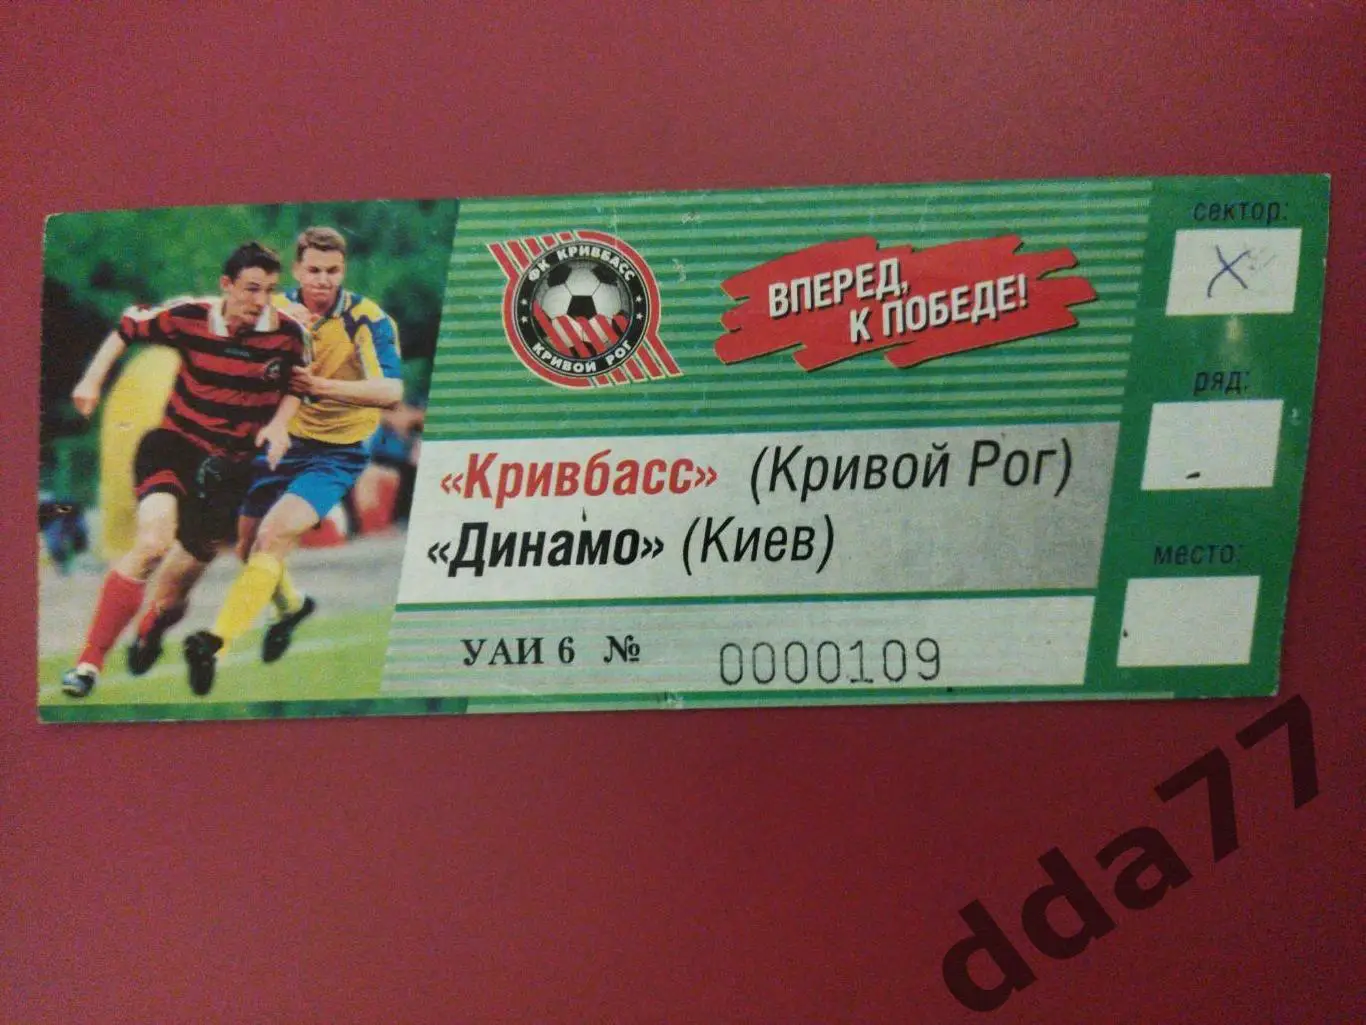 ФК КРИВБАСС
КРИВОЙ РОГ
ВПЕРЕД,
К ПОБЕДЕ!
сектор:
X
ряд:
место:
«Кривбасс» (Кривой Рог)
«Динамо» (Киев)
УАИ 6 № 0000109
dda77